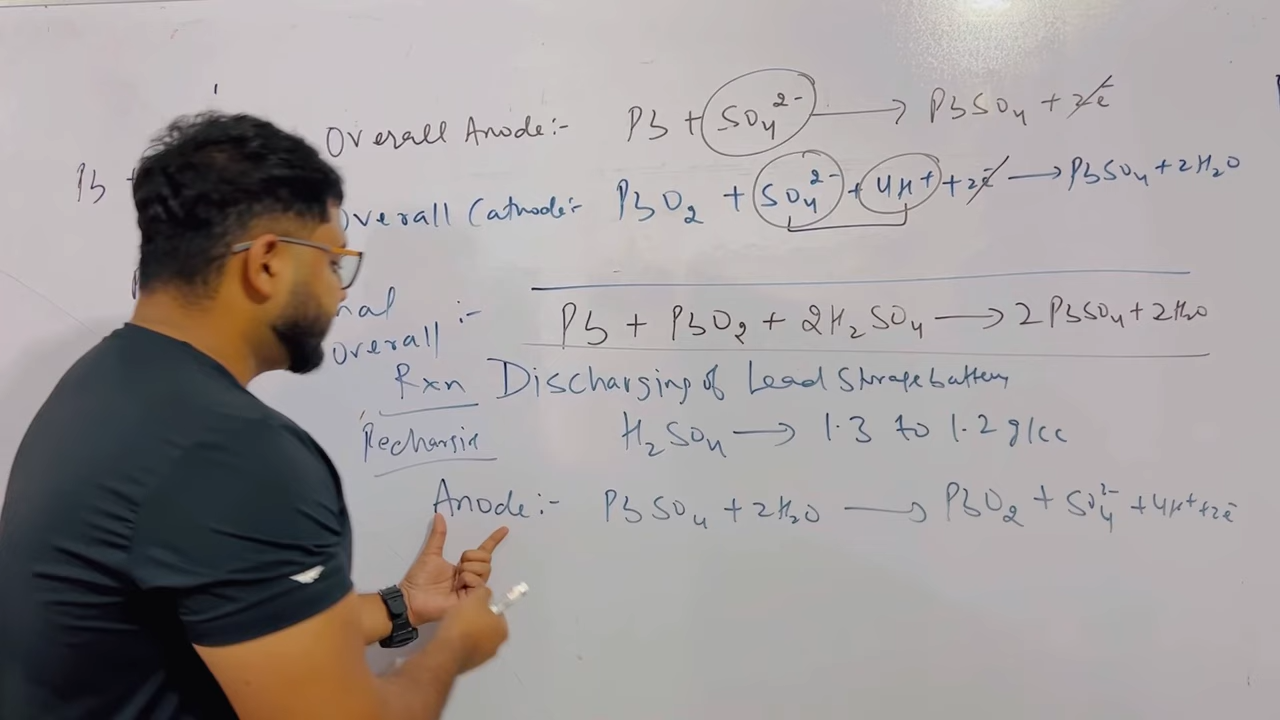 Overall Anode:- Pb + SO₄²⁻ → PbSO₄ + 2e⁻
Pb +
Overall Cathode:- PbO₂ + SO₄²⁻ + 4H⁺ + 2e⁻ → PbSO₄ + 2H₂O
nal overall :- Pb + PbO₂ + 2H₂SO₄ → 2PbSO₄ + 2H₂O
Rxn Discharging of Lead Storage battery
H₂SO₄ → 1.3 to 1.2 g/cc
Anode:- PbSO₄ + 2H₂O → PbO₂ + SO₄²⁻ + 4H⁺ + 2e⁻